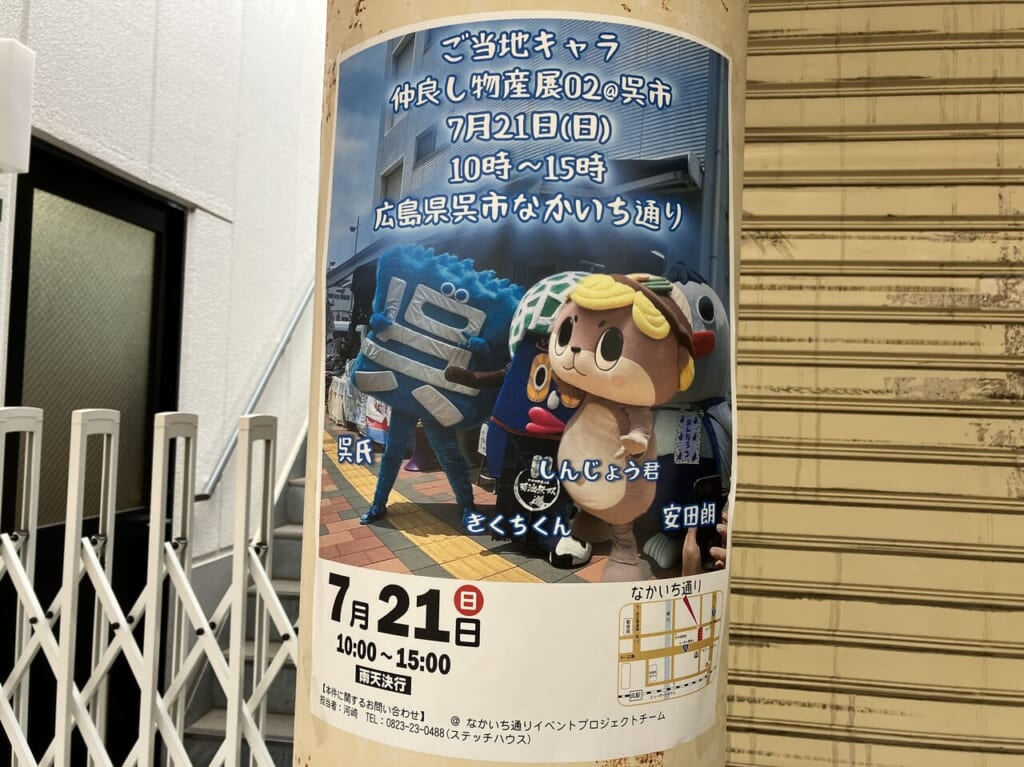 ご当地キャラ
仲良し物産展02@呉市
7月21日(日)
10時～15時
広島県呉市なかいち通り
呉
呉氏
しんじょう君
きくちくん
安田朗
7月21日
日
10:00～15:00
雨天決行
なかいち通り
【本件に関するお問い合わせ】
担当者：河崎 TEL：0823-23-0488(ステッチハウス)
@ なかいち通りイベントプロジェクトチーム